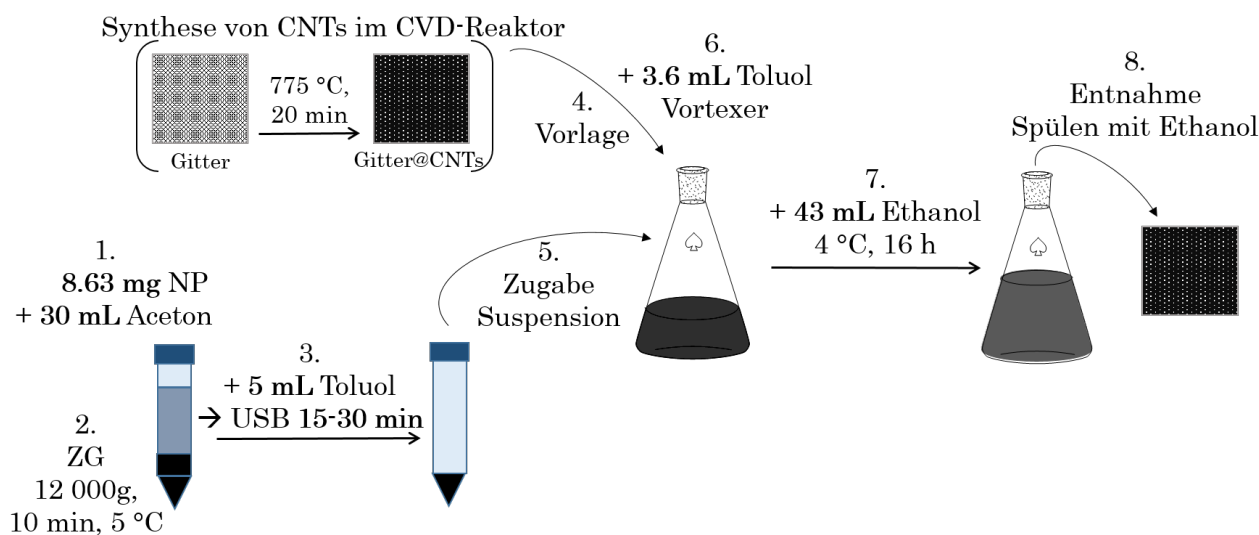 Synthese von CNTs im CVD-Reaktor
775 °C,
20 min
Gitter
Gitter@CNTs
1.
8.63 mg NP
+ 30 mL Aceton
2.
ZG
12 000g,
10 min, 5 °C
3.
+ 5 mL Toluol
→ USB 15-30 min
4.
Vorlage
5.
Zugabe
Suspension
6.
+ 3.6 mL Toluol
Vortexer
7.
+ 43 mL Ethanol
4 °C, 16 h
8.
Entnahme
Spülen mit Ethanol